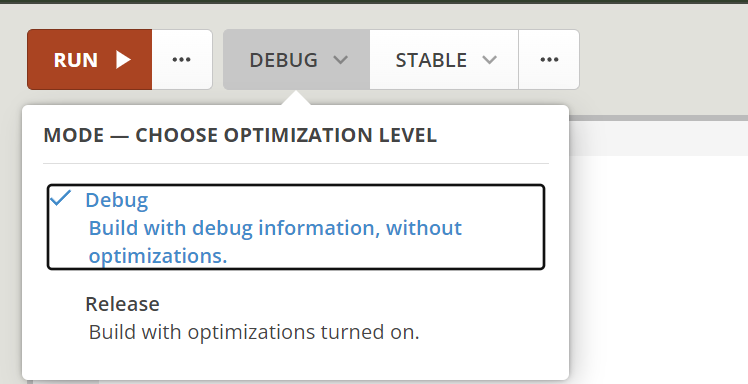 RUN ••• DEBUG STABLE •••
MODE — CHOOSE OPTIMIZATION LEVEL
Debug
Build with debug information, without
optimizations.
Release
Build with optimizations turned on.